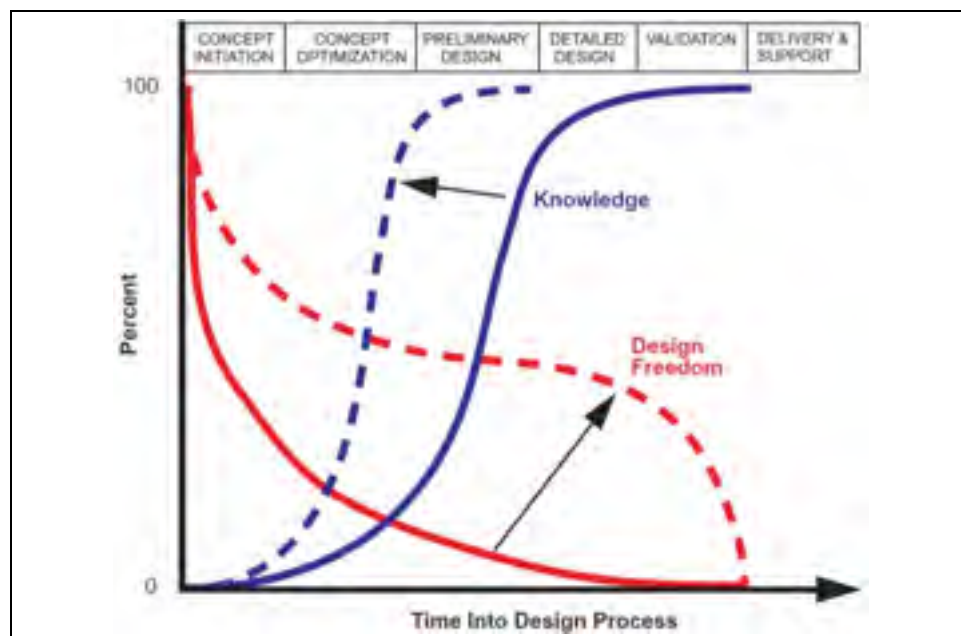 CONCEPT INITIATION
CONCEPT OPTIMIZATION
PRELIMINARY DESIGN
DETAILED DESIGN
VALIDATION
DELIVERY & SUPPORT
100
Knowledge
Percent
Design
Freedom
0
Time Into Design Process